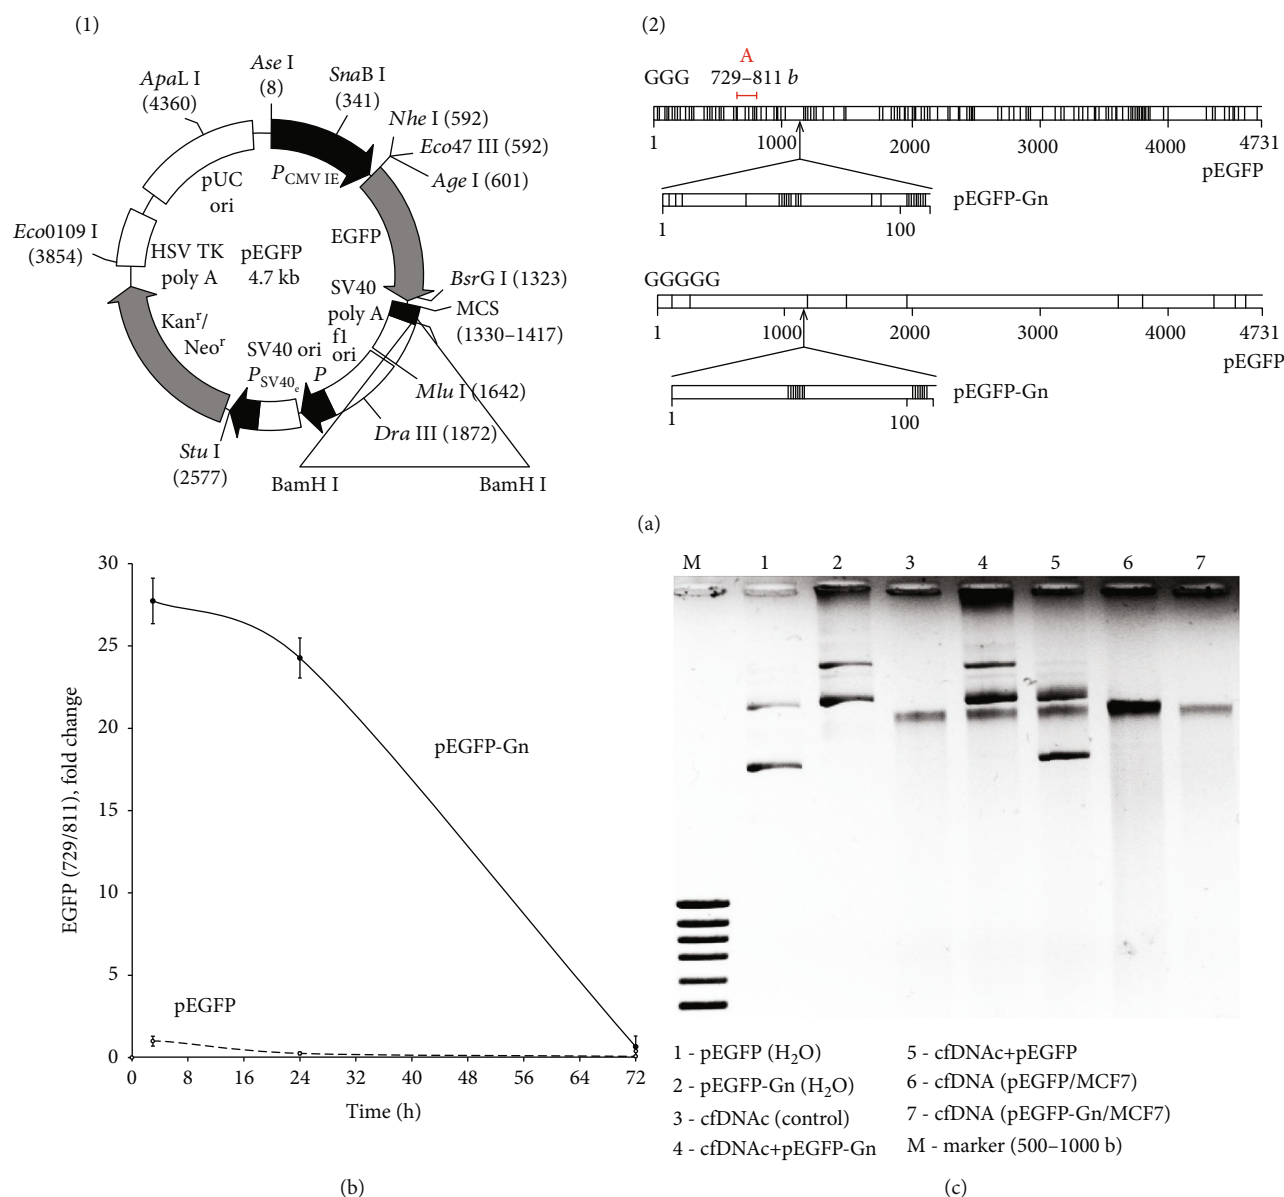 (1)
Ase I
(8)
SnaB I
(341)
ApaL I
(4360)
Nhe I (592)
Eco47 III (592)
Age I (601)
P CMV IE
pUC
ori
EGFP
Eco0109 I
(3854)
HSV TK
poly A
pEGFP
4.7 kb
SV40
poly A
f1
ori
BsrG I (1323)
MCS
(1330–1417)
Kanʳ/
Neoʳ
SV40 ori
P SV40e
P
Mlu I (1642)
Dra III (1872)
Stu I
(2577)
BamH I
BamH I
(2)
A
GGG 729–811 b
1 1000 2000 3000 4000 4731
pEGFP
pEGFP-Gn
1 100
GGGGG
1 1000 2000 3000 4000 4731
pEGFP
pEGFP-Gn
1 100
(a)
EGFP (729/811), fold change
30
25
20
15
10
5
0
pEGFP-Gn
pEGFP
0 8 16 24 32 40 48 56 64 72
Time (h)
(b)
M 1 2 3 4 5 6 7
1 - pEGFP (H₂O)
2 - pEGFP-Gn (H₂O)
3 - cfDNAc (control)
4 - cfDNAc+pEGFP-Gn
5 - cfDNAc+pEGFP
6 - cfDNA (pEGFP/MCF7)
7 - cfDNA (pEGFP-Gn/MCF7)
M - marker (500–1000 b)
(c)